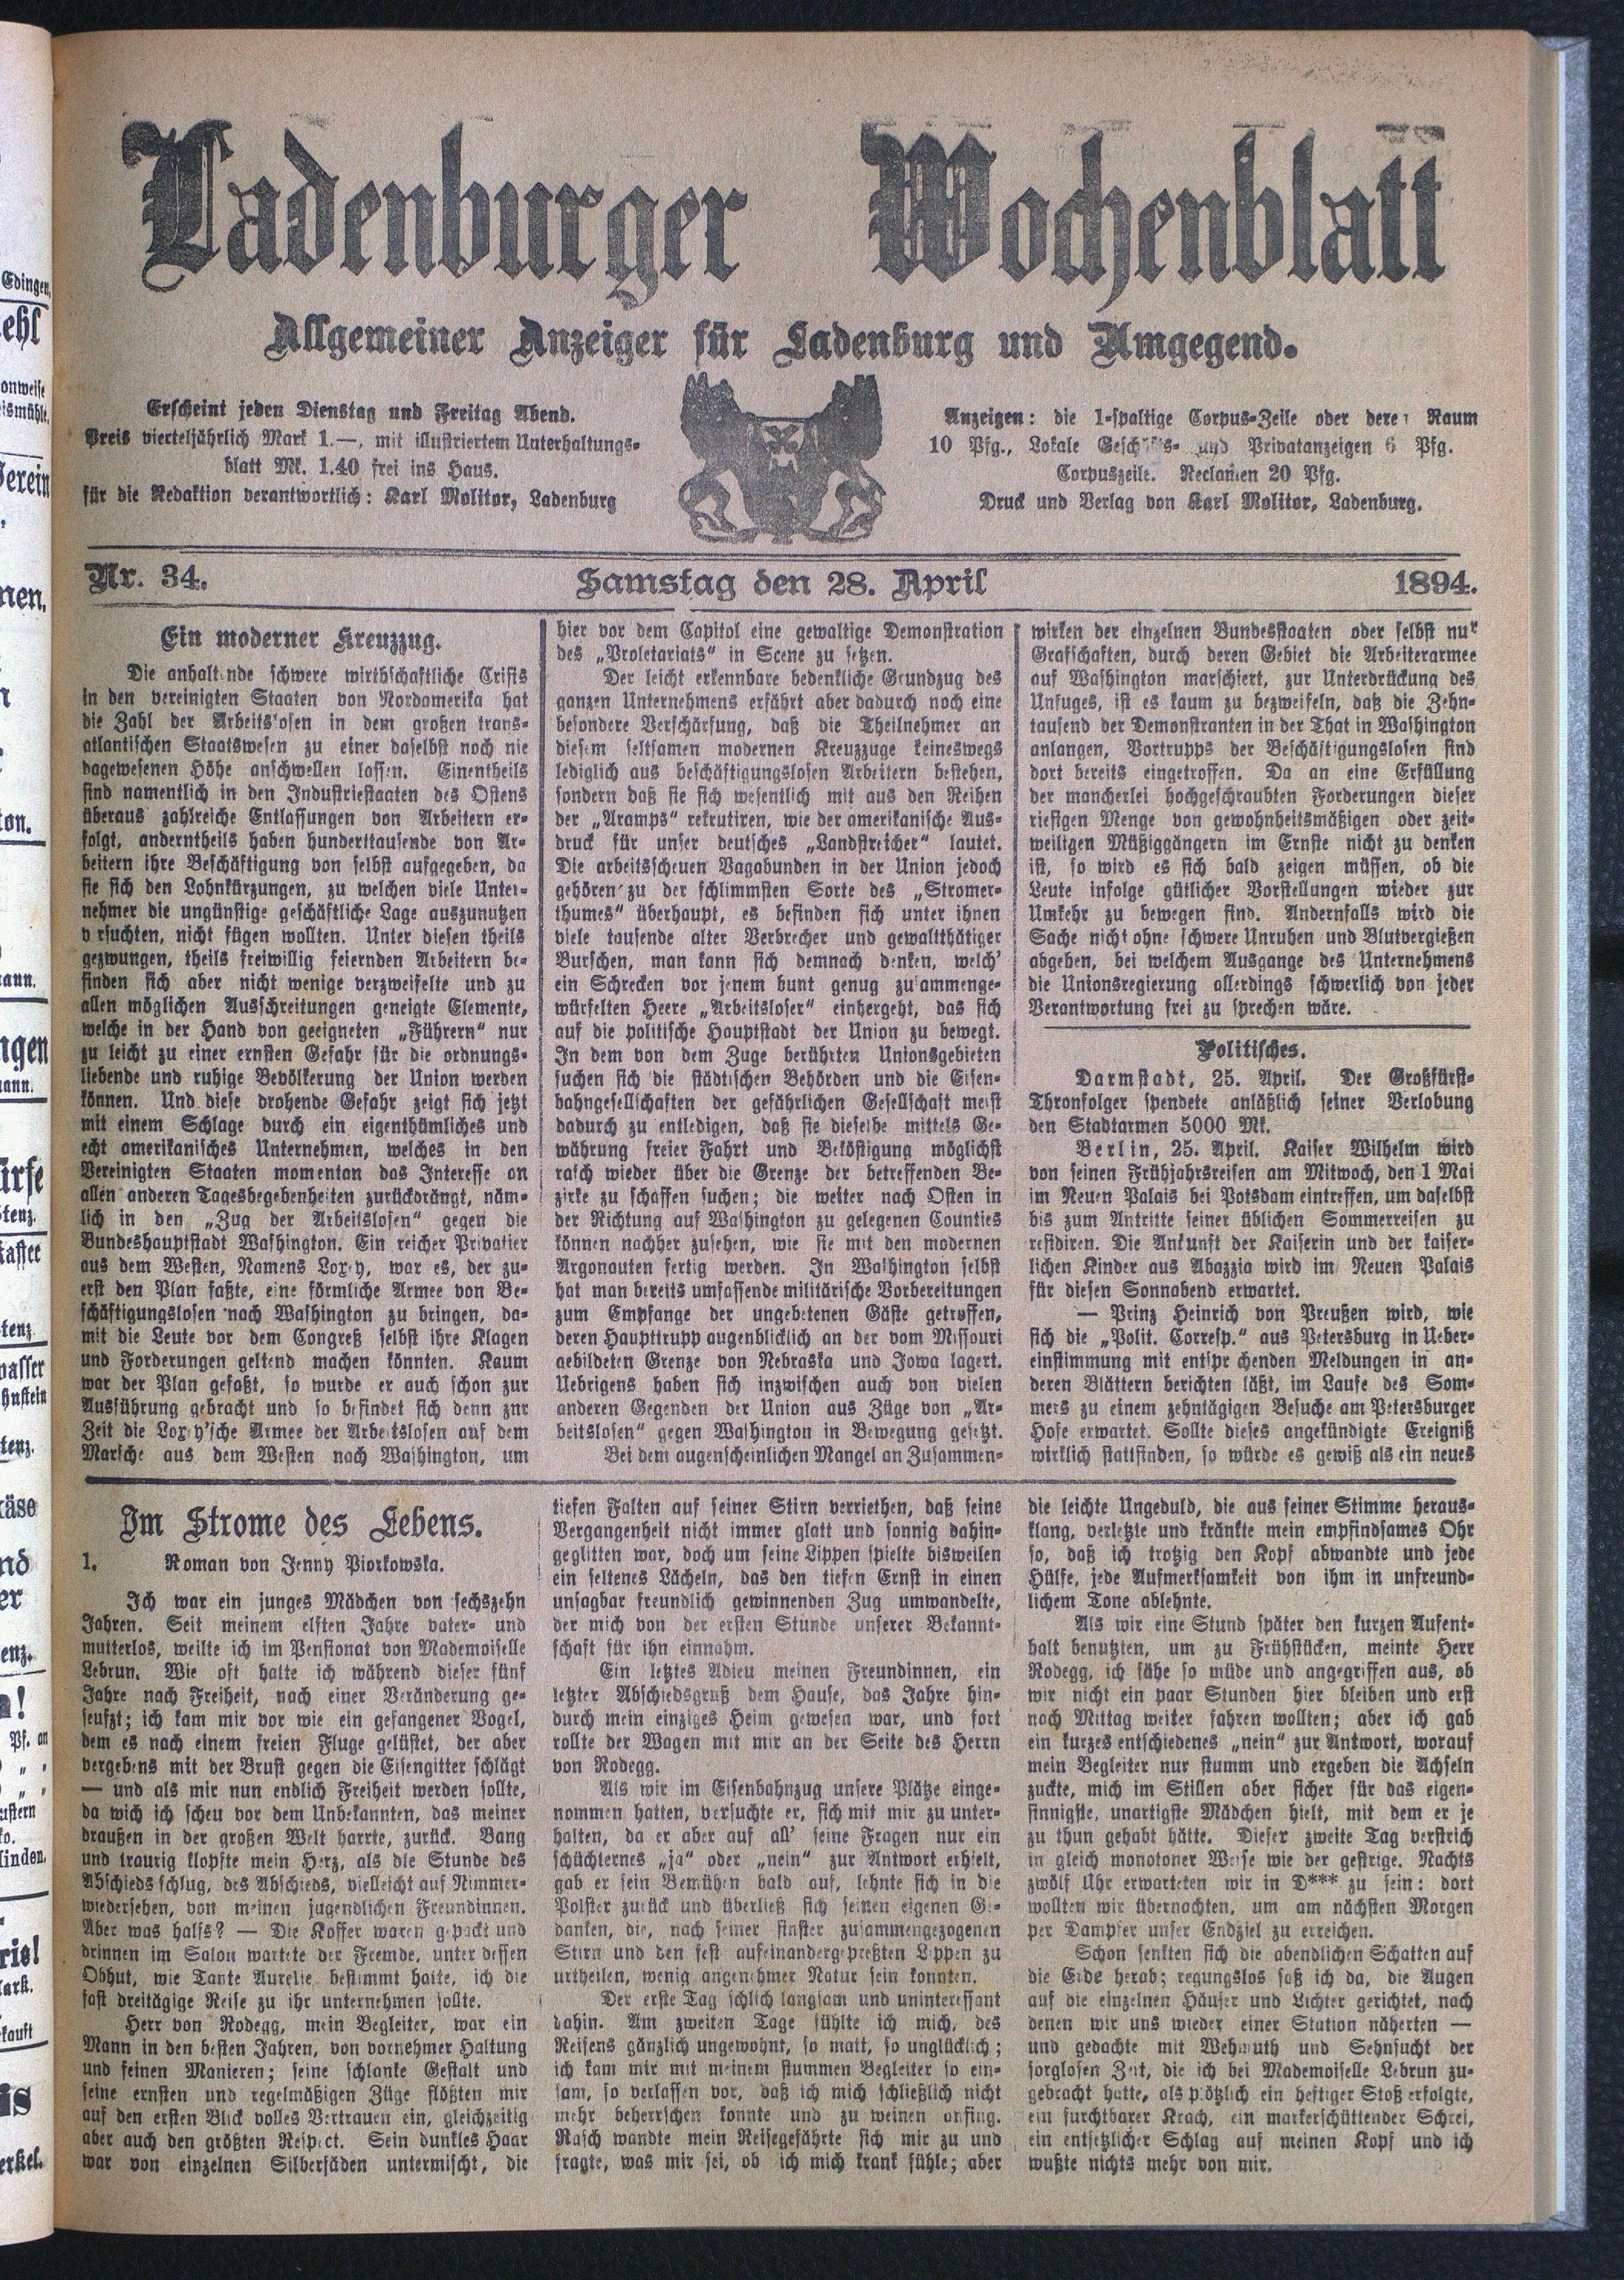 Ladenburger Wochenblatt
Allgemeiner Anzeiger für Ladenburg und Umgegend.
Erscheint jeden Dienstag und Freitag Abend.
Preis vierteljährlich Mark 1.—, mit illustriertem Unterhaltungs-
blatt Mk. 1.40 frei ins Haus.
für die Redaktion verantwortlich: Karl Molitor, Ladenburg
Anzeigen: die 1-spaltige Corpus-Zeile oder deren Raum
10 Pfg., Lokale Geschäfts- und Privatanzeigen 6 Pfg.
Corpuszeile. Reclamen 20 Pfg.
Druck und Verlag von Karl Molitor, Ladenburg.
Nr. 34. Samstag den 28. April 1894.
Ein moderner Kreuzzug.
Die anhaltende schwere wirthschaftliche Crisis
in den vereinigten Staaten von Nordamerika hat
die Zahl der Arbeitslosen in dem großen trans-
atlantischen Staatswesen zu einer daselbst noch nie
dagewesenen Höhe anschwellen lassen. Einentheils
sind namentlich in den Industriestaaten des Ostens
überaus zahlreiche Entlassungen von Arbeitern er-
folgt, anderntheils haben hunderttausende von Ar-
beitern ihre Beschäftigung von selbst aufgegeben, da
sie sich den Lohnkürzungen, zu welchen viele Unter-
nehmer die ungünstige geschäftliche Lage auszunutzen
versuchten, nicht fügen wollten. Unter diesen theils
gezwungen, theils freiwillig feiernden Arbeitern be-
finden sich aber nicht wenige verzweifelte und zu
allen möglichen Ausschreitungen geneigte Elemente,
welche in der Hand von geeigneten „Führern“ nur
zu leicht zu einer ernsten Gefahr für die ordnungs-
liebende und ruhige Bevölkerung der Union werden
können. Und diese drohende Gefahr zeigt sich jetzt
mit einem Schlage durch ein eigenthümliches und
echt amerikanisches Unternehmen, welches in den
Vereinigten Staaten momentan das Interesse an
allen anderen Tagesbegebenheiten zurückdrängt, näm-
lich in den „Zug der Arbeitslosen“ gegen die
Bundeshauptstadt Washington. Ein reicher Privatier
aus dem Westen, Namens Loxey, war es, der zu-
erst den Plan faßte, eine förmliche Armee von Be-
schäftigungslosen nach Washington zu bringen, da-
mit die Leute vor dem Congreß selbst ihre Klagen
und Forderungen geltend machen könnten. Kaum
war der Plan gefaßt, so wurde er auch schon zur
Ausführung gebracht und so befindet sich denn znr
Zeit die Loxey'sche Armee der Arbeitslosen auf dem
Marsche aus dem Westen nach Washington, um
hier vor dem Capitol eine gewaltige Demonstration
des „Proletariats“ in Scene zu setzen.
Der leicht erkennbare bedenkliche Grundzug des
ganzen Unternehmens erfährt aber dadurch noch eine
besondere Verschärfung, daß die Theilnehmer an
diesem seltsamen modernen Kreuzzuge keineswegs
lediglich aus beschäftigungslosen Arbeitern bestehen,
sondern daß sie sich wesentlich mit aus den Reihen
der „Tramps“ rekrutiren, wie der amerikanische Aus-
druck für unser deutsches „Landstreicher“ lautet.
Die arbeitsscheuen Vagabunden in der Union jedoch
gehören zu der schlimmsten Sorte des „Stromer-
thumes“ überhaupt, es befinden sich unter ihnen
viele tausende alter Verbrecher und gewaltthätiger
Burschen, man kann sich demnach denken, welch'
ein Schrecken vor jenem bunt genug zusammenge-
würfelten Heere „Arbeitsloser“ einhergeht, das sich
auf die politische Hauptstadt der Union zu bewegt.
In dem von dem Zuge berührten Unionsgebieten
suchen sich die städtischen Behörden und die Eisen-
bahngesellschaften der gefährlichen Gesellschaft meist
dadurch zu entledigen, daß sie dieselbe mittels Ge-
währung freier Fahrt und Beköstigung möglichst
rasch wieder über die Grenze der betreffenden Be-
zirke zu schaffen suchen; die weiter nach Osten in
der Richtung auf Washington zu gelegenen Counties
können nachher zusehen, wie sie mit den modernen
Argonauten fertig werden. In Washington selbst
hat man bereits umfassende militärische Vorbereitungen
zum Empfange der ungebetenen Gäste getroffen,
deren Haupttrupp augenblicklich an der vom Missouri
gebildeten Grenze von Nebraska und Jowa lagert.
Uebrigens haben sich inzwischen auch von vielen
anderen Gegenden der Union aus Züge von „Ar-
beitslosen“ gegen Washington in Bewegung gesetzt.
Bei dem augenscheinlichen Mangel an Zusammen-
wirken der einzelnen Bundesstaaten oder selbst nur
Grafschaften, durch deren Gebiet die Arbeiterarmee
auf Washington marschiert, zur Unterdrückung des
Unfuges, ist es kaum zu bezweifeln, daß die Zehn-
tausend der Demonstranten in der That in Washington
anlangen, Vortrupps der Beschäftigungslosen sind
dort bereits eingetroffen. Da an eine Erfüllung
der mancherlei hochgeschraubten Forderungen dieser
riesigen Menge von gewohnheitsmäßigen oder zeit-
weiligen Müßiggängern im Ernste nicht zu denken
ist, so wird es sich bald zeigen müssen, ob die
Leute infolge gütlicher Vorstellungen wieder zur
Umkehr zu bewegen sind. Andernfalls wird die
Sache nicht ohne schwere Unruhen und Blutvergießen
abgehen, bei welchem Ausgange des Unternehmens
die Unionsregierung allerdings schwerlich von jeder
Verantwortung frei zu sprechen wäre.
Politisches.
Darmstadt, 25. April. Der Großfürst-
Thronfolger spendete anläßlich seiner Verlobung
den Stadtarmen 5000 Mk.
Berlin, 25. April. Kaiser Wilhelm wird
von seinen Frühjahrsreisen am Mitwoch, den 1 Mai
im Neuen Palais bei Potsdam eintreffen, um daselbst
bis zum Antritte seiner üblichen Sommerreisen zu
residiren. Die Ankunft der Kaiserin und der kaiser-
lichen Kinder aus Abazzia wird im Neuen Palais
für diesen Sonnabend erwartet.
— Prinz Heinrich von Preußen wird, wie
sich die „Polit. Corresp.“ aus Petersburg in Ueber-
einstimmung mit entsprechenden Meldungen in an-
deren Blättern berichten läßt, im Laufe des Som-
mers zu einem zehntägigen Besuche am Petersburger
Hofe erwartet. Sollte dieses angekündigte Ereigniß
wirklich stattfinden, so würde es gewiß als ein neues
Im Strome des Lebens.
1. Roman von Jenny Piorkowska.
Ich war ein junges Mädchen von sechszehn
Jahren. Seit meinem elften Jahre vater- und
mutterlos, weilte ich im Pensionat von Mademoiselle
Lebrun. Wie oft hatte ich während dieser fünf
Jahre nach Freiheit, nach einer Veränderung ge-
seufzt; ich kam mir vor wie ein gefangener Vogel,
dem es nach einem freien Fluge gelüstet, der aber
vergebens mit der Brust gegen die Eisengitter schlägt
— und als mir nun endlich Freiheit werden sollte,
da wich ich scheu vor dem Unbekannten, das meiner
draußen in der großen Welt harrte, zurück. Bang
und traurig klopfte mein Herz, als die Stunde des
Abschieds schlug, des Abschieds, vielleicht auf Nimmer-
wiedersehen, von meinen jugendlichen Freundinnen.
Aber was halfs? — Die Koffer waren gepackt und
drinnen im Salon wartete der Fremde, unter dessen
Obhut, wie Tante Aurelie bestimmt hatte, ich die
fast dreitägige Reise zu ihr unternehmen sollte.
Herr von Rodegg, mein Begleiter, war ein
Mann in den besten Jahren, von vornehmer Haltung
und feinen Manieren; seine schlanke Gestalt und
seine ernsten und regelmäßigen Züge flößten mir
auf den ersten Blick volles Vertrauen ein, gleichzeitig
aber auch den größten Respect. Sein dunkles Haar
war von einzelnen Silberfäden untermischt, die
tiefen Falten auf seiner Stirn verriethen, daß seine
Vergangenheit nicht immer glatt und sonnig dahin-
geglitten war, doch um seine Lippen spielte bisweilen
ein seltenes Lächeln, das den tiefen Ernst in einen
unsagbar freundlich gewinnenden Zug umwandelte,
der mich von der ersten Stunde unserer Bekannt-
schaft für ihn einnahm.
Ein letztes Adieu meinen Freundinnen, ein
letzter Abschiedsgruß dem Hause, das Jahre hin-
durch mein einziges Heim gewesen war, und fort
rollte der Wagen mit mir an der Seite des Herrn
von Rodegg.
Als wir im Eisenbahnzug unsere Plätze einge-
nommen hatten, versuchte er, sich mit mir zu unter-
halten, da er aber auf all' seine Fragen nur ein
schüchternes „ja“ oder „nein“ zur Antwort erhielt,
gab er sein Bemühen bald auf, lehnte sich in die
Polster zurück und überließ sich seinen eigenen Ge-
danken, die, nach seiner finster zusammengezogenen
Stirn und den fest aufeinandergepreßten Lippen zu
urtheilen, wenig angenehmer Natur sein konnten.
Der erste Tag schlich langsam und uninteressant
dahin. Am zweiten Tage fühlte ich mich, des
Reisens gänzlich ungewohnt, so matt, so unglücklich;
ich kam mir mit meinem stummen Begleiter so ein-
sam, so verlassen vor, daß ich mich schließlich nicht
mehr beherrschen konnte und zu weinen anfing.
Rasch wandte mein Reisegefährte sich mir zu und
fragte, was mir sei, ob ich mich krank fühle; aber
die leichte Ungeduld, die aus seiner Stimme heraus-
klang, verletzte und kränkte mein empfindsames Ohr
so, daß ich trotzig den Kopf abwandte und jede
Hülfe, jede Aufmerksamkeit von ihm in unfreund-
lichem Tone ablehnte.
Als wir eine Stund später den kurzen Aufent-
halt benutzten, um zu Frühstücken, meinte Herr
Rodegg, ich sähe so müde und angegriffen aus, ob
wir nicht ein paar Stunden hier bleiben und erst
nach Mittag weiter fahren wollten; aber ich gab
ein kurzes entschiedenes „nein“ zur Antwort, worauf
mein Begleiter nur stumm und ergeben die Achseln
zuckte, mich im Stillen aber sicher für das eigen-
sinnigste, unartigste Mädchen hielt, mit dem er je
zu thun gehabt hätte. Dieser zweite Tag verstrich
in gleich monotoner Weise wie der gestrige. Nachts
zwölf Uhr erwarteten wir in D*** zu sein: dort
wollten wir übernachten, um am nächsten Morgen
per Dampfer unser Endziel zu erreichen.
Schon senkten sich die abendlichen Schatten auf
die Erde herab; regungslos saß ich da, die Augen
auf die einzelnen Häuser und Lichter gerichtet, nach
denen wir uns wieder einer Station näherten —
und gedachte mit Wehmuth und Sehnsucht der
sorglosen Zeit, die ich bei Mademoiselle Lebrun zu-
gebracht hatte, als plötzlich ein heftiger Stoß erfolgte,
ein furchtbarer Krach, ein markerschüttender Schrei,
ein entsetzlicher Schlag auf meinen Kopf und ich
wußte nichts mehr von mir.